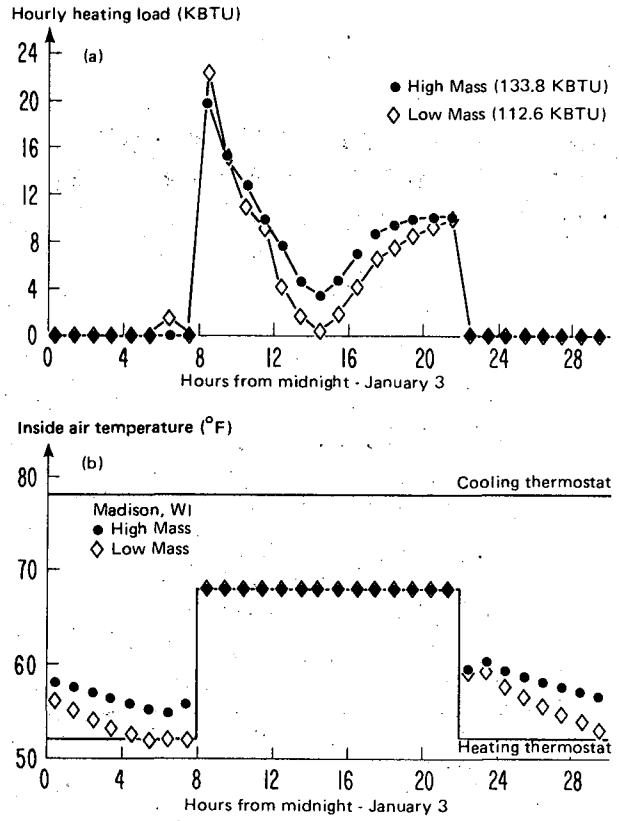 Hourly heating load (KBTU)
24
20
16
12
8
4
0
(a)
● High Mass (133.8 KBTU)
◇ Low Mass (112.6 KBTU)
0 4 8 12 16 20 24 28
Hours from midnight - January 3
Inside air temperature (°F)
80
70
60
50
(b)
Cooling thermostat
Madison, WI
● High Mass
◇ Low Mass
Heating thermostat
0 4 8 12 16 20 24 28
Hours from midnight - January 3